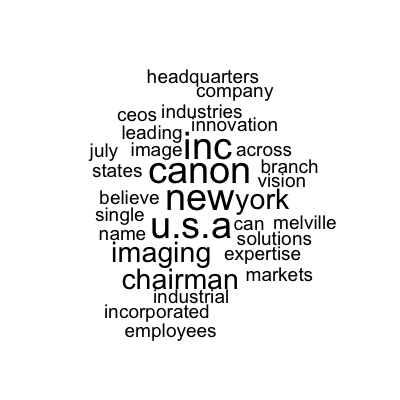 headquarters
company
ceos industries
leading innovation
july image inc across
states canon branch
vision
believe new york
single u.s.a can melville
name solutions
imaging expertise
chairman markets
industrial
incorporated
employees